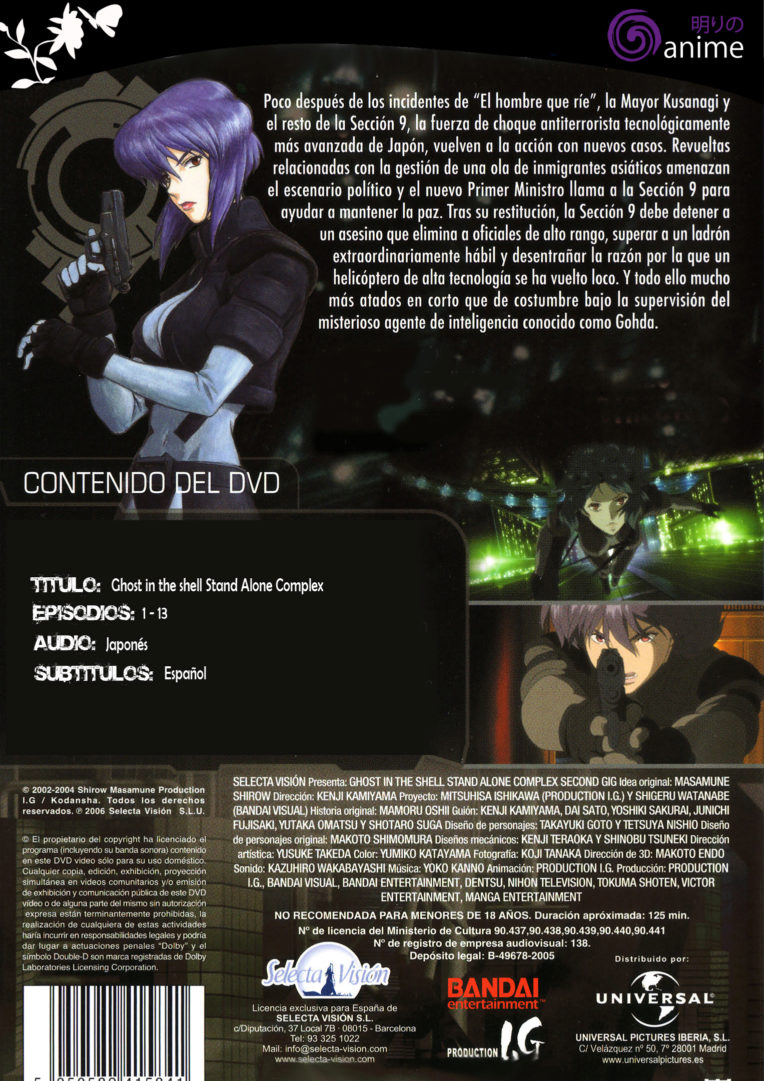 明りの
anime
Poco después de los incidentes de “El hombre que ríe”, la Mayor Kusanagi y
el resto de la Sección 9, la fuerza de choque antiterrorista tecnológicamente
más avanzada de Japón, vuelven a la acción con nuevos casos. Revueltas
relacionadas con la gestión de una ola de inmigrantes asiáticos amenazan
el escenario político y el nuevo Primer Ministro llama a la Sección 9 para
ayudar a mantener la paz. Tras su restitución, la Sección 9 debe detener a
un asesino que elimina a oficiales de alto rango, superar a un ladrón
extraordinariamente hábil y desentrañar la razón por la que un
helicóptero de alta tecnología se ha vuelto loco. Y todo ello mucho
más atados en corto que de costumbre bajo la supervisión del
misterioso agente de inteligencia conocido como Gohda.
CONTENIDO DEL DVD
TITULO: Ghost in the shell Stand Alone Complex
EPISODIOS: 1 - 13
AUDIO: Japonés
SUBTITULOS: Español
© 2002-2004 Shirow Masamune Production
I.G / Kodansha. Todos los derechos
reservados. ℗ 2006 Selecta Visión S.L.U.
© El propietario del copyright ha licenciado el
programa (incluyendo su banda sonora) contenido
en este DVD video sólo para su uso doméstico.
Cualquier copia, edición, exhibición, proyección
simultánea en videos comunitarios y/o emisión
de exhibición y comunicación pública de este DVD
vídeo o de alguna parte del mismo sin autorización
expresa están terminantemente prohibidas, la
realización de cualquiera de estas actividades
haría incurrir en responsabilidades legales y podría
dar lugar a actuaciones penales “Dolby” y el
símbolo Double-D son marca registradas de Dolby
Laboratories Licensing Corporation.
SELECTA VISIÓN Presenta: GHOST IN THE SHELL STAND ALONE COMPLEX SECOND GIG Idea original: MASAMUNE
SHIROW Dirección: KENJI KAMIYAMA Proyecto: MITSUHISA ISHIKAWA (PRODUCTION I.G.) Y SHIGERU WATANABE
(BANDAI VISUAL) Historia original: MAMORU OSHII Guión: KENJI KAMIYAMA, DAI SATO, YOSHIKI SAKURAI, JUNICHI
FUJISAKI, YUTAKA OMATSU Y SHOTARO SUGA Diseño de personajes: TAKAYUKI GOTO Y TETSUYA NISHIO Diseño
de personajes original: MAKOTO SHIMOMURA Diseños mecánicos: KENJI TERAOKA Y SHINOBU TSUNEKI Dirección
artística: YUSUKE TAKEDA Color: YUMIKO KATAYAMA Fotografía: KOJI TANAKA Dirección de 3D: MAKOTO ENDO
Sonido: KAZUHIRO WAKABAYASHI Música: YOKO KANNO Animación: PRODUCTION I.G. Producción: PRODUCTION
I.G., BANDAI VISUAL, BANDAI ENTERTAINMENT, DENTSU, NIHON TELEVISION, TOKUMA SHOTEN, VICTOR
ENTERTAINMENT, MANGA ENTERTAINMENT
NO RECOMENDADA PARA MENORES DE 18 AÑOS. Duración apróximada: 125 min.
Nº de licencia del Ministerio de Cultura 90.437,90.438,90.439,90.440,90.441
Nº de registro de empresa audiovisual: 138.
Depósito legal: B-49678-2005
Selecta Visión
Licencia exclusiva para España de
SELECTA VISIÓN S.L.
c/Diputación, 37 Local 7B · 08015 - Barcelona
Tel: 93 325 1022
Mail: info@selecta-vision.com
www.selecta-vision.com
BANDAI
entertainment™
PRODUCTION I.G
Distribuido por:
UNIVERSAL®
UNIVERSAL PICTURES IBERIA, S.L.
C/ Velázquez nº 50, 7º 28001 Madrid
www.universalpictures.es